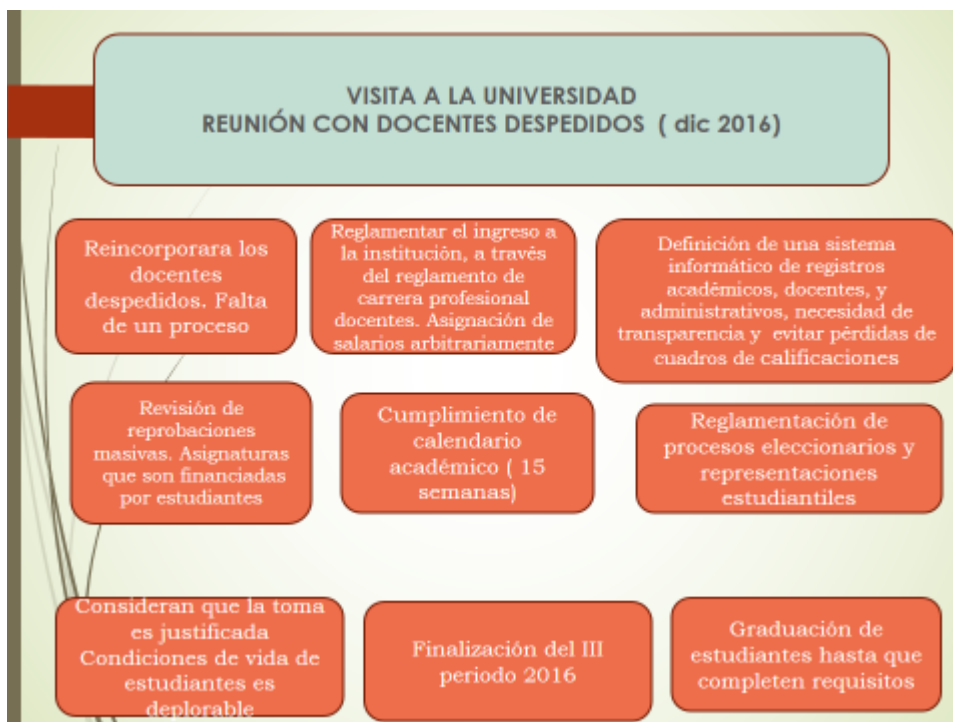 VISITA A LA UNIVERSIDAD
REUNIÓN CON DOCENTES DESPEDIDOS ( dic 2016)
Reincorporara los
docentes
despedidos. Falta
de un proceso
Reglamentar el ingreso a
la institución, a través
del reglamento de
carrera profesional
docentes. Asignación de
salarios arbitrariamente
Definición de una sistema
informático de registros
académicos, docentes, y
administrativos, necesidad de
transparencia y evitar pérdidas de
cuadros de calificaciones
Revisión de
reprobaciones
masivas. Asignaturas
que son financiadas
por estudiantes
Cumplimiento de
calendario
académico ( 15
semanas)
Reglamentación de
procesos eleccionarios y
representaciones
estudiantiles
Consideran que la toma
es justificada
Condiciones de vida de
estudiantes es
deplorable
Finalización del III
periodo 2016
Graduación de
estudiantes hasta que
completen requisitos